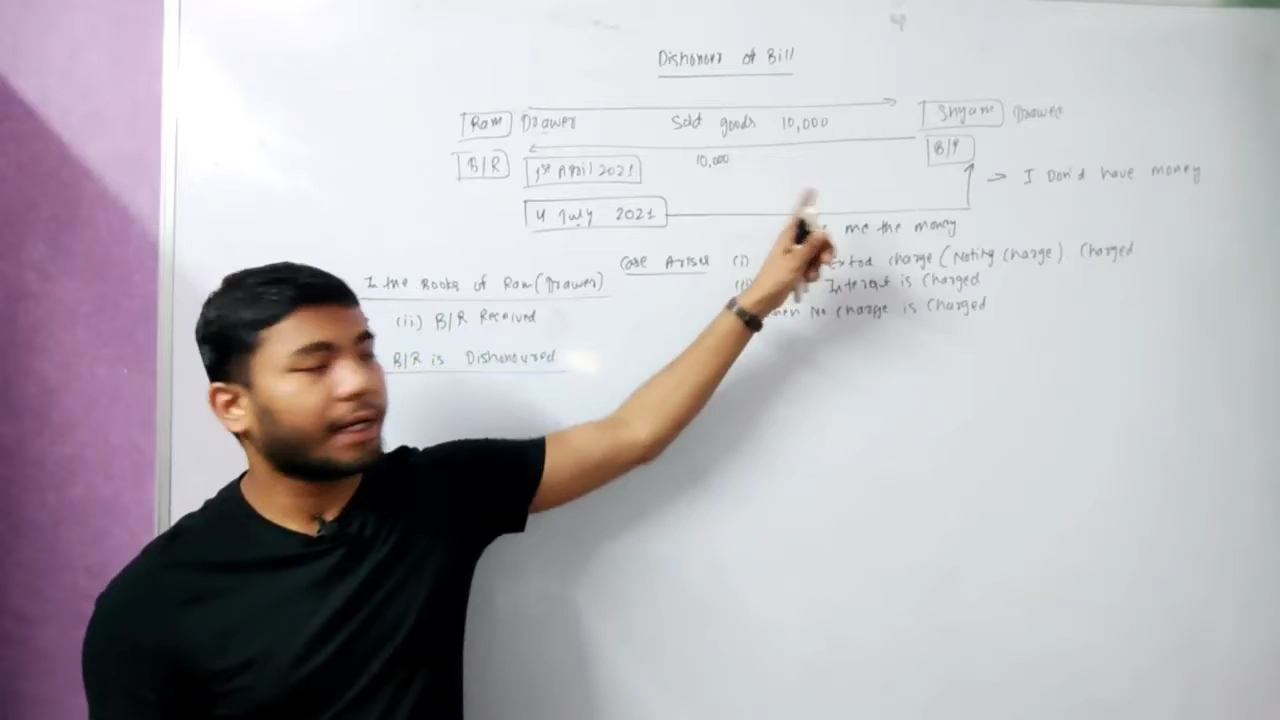 Dishonour of Bill
Ram Drawer Sold goods 10,000 Shyam Drawee
B/R 1st April 2021 10,000 B/P
I Don'd have money
4 July 2021
me the money
Case Arises (i) charge (Noting charge) Charged
In the Books of Ram (Drawer) Interest is Charged
(ii) B/R Received No charge is Charged
B/R is Dishonoured